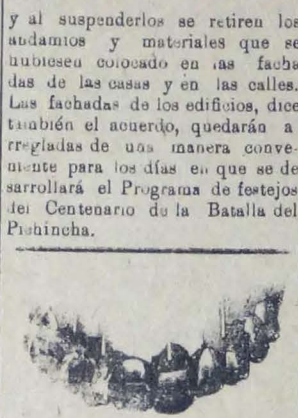 y al suspenderlos se retiren los
andamios y materiales que se
hubiesen colocado en las facha
das de las casas y en las calles.
Las fachadas de los edificios, dice
también el acuerdo, quedarán a
rregladas de una manera conve-
niente para los días en que se de
sarrollará el Programa de festejos
del Centenario de la Batalla del
Pichincha.